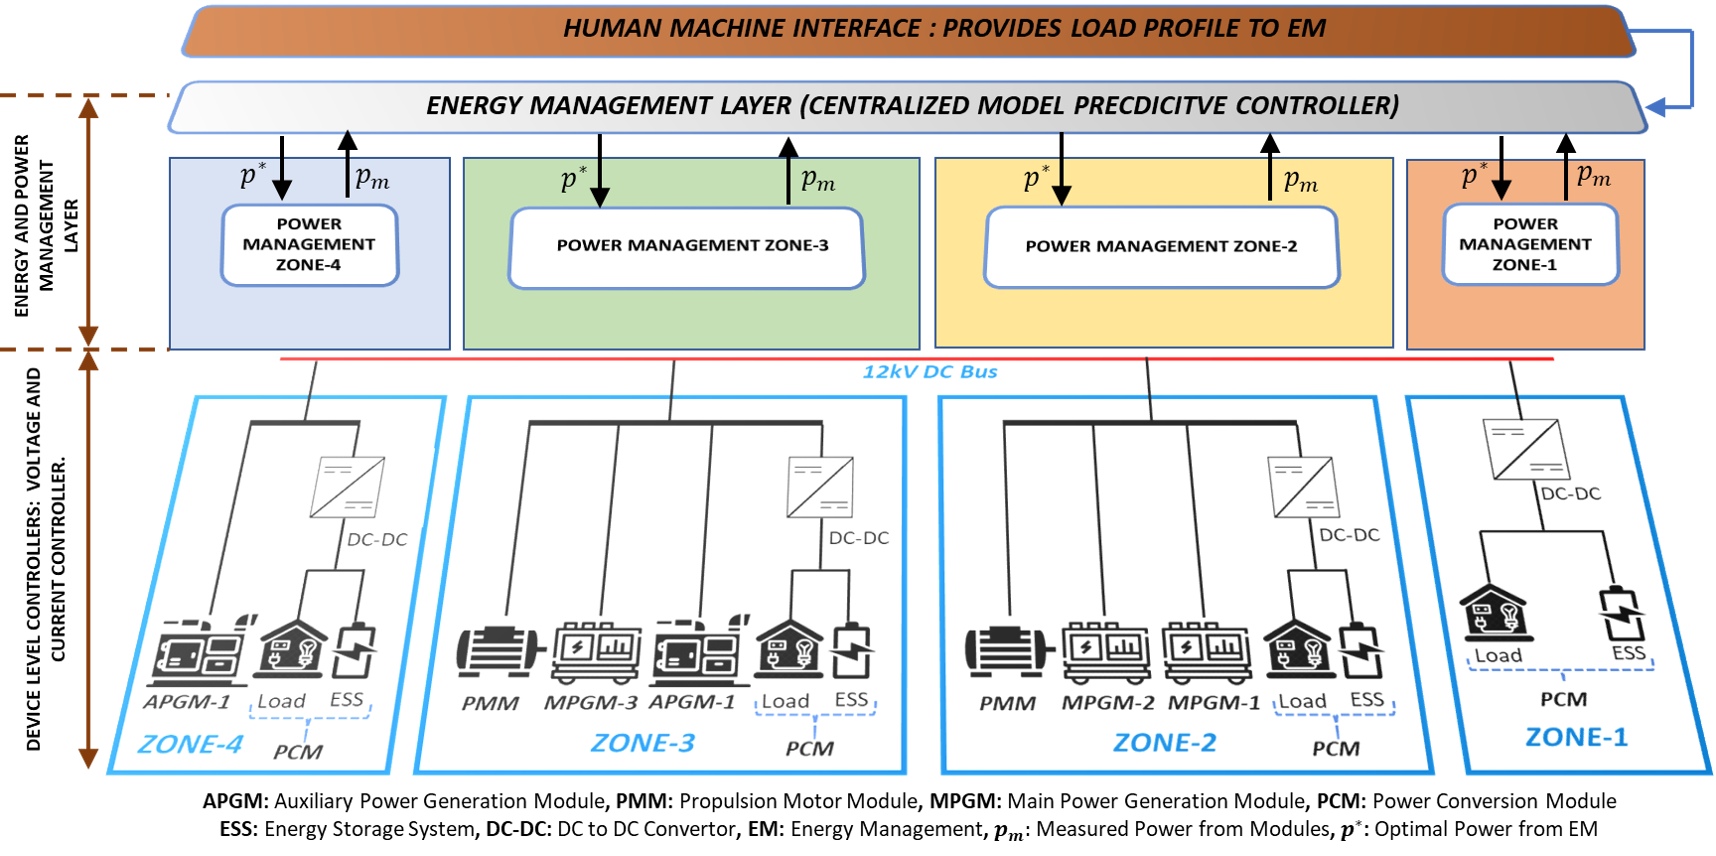 HUMAN MACHINE INTERFACE : PROVIDES LOAD PROFILE TO EM
ENERGY MANAGEMENT LAYER (CENTRALIZED MODEL PRECDICITVE CONTROLLER)
ENERGY AND POWER
MANAGEMENT
LAYER
p*
pₘ
p*
pₘ
p*
pₘ
p*
pₘ
POWER
MANAGEMENT
ZONE-4
POWER MANAGEMENT ZONE-3
POWER MANAGEMENT ZONE-2
POWER
MANAGEMENT
ZONE-1
12kV DC Bus
DEVICE LEVEL CONTROLLERS: VOLTAGE AND
CURRENT CONTROLLER.
DC-DC
APGM-1
Load
ESS
PCM
ZONE-4
DC-DC
PMM
MPGM-3
APGM-1
Load
ESS
PCM
ZONE-3
DC-DC
PMM
MPGM-2
MPGM-1
Load
ESS
PCM
ZONE-2
DC-DC
Load
ESS
PCM
ZONE-1
APGM: Auxiliary Power Generation Module, PMM: Propulsion Motor Module, MPGM: Main Power Generation Module, PCM: Power Conversion Module
ESS: Energy Storage System, DC-DC: DC to DC Convertor, EM: Energy Management, pₘ: Measured Power from Modules, p*: Optimal Power from EM